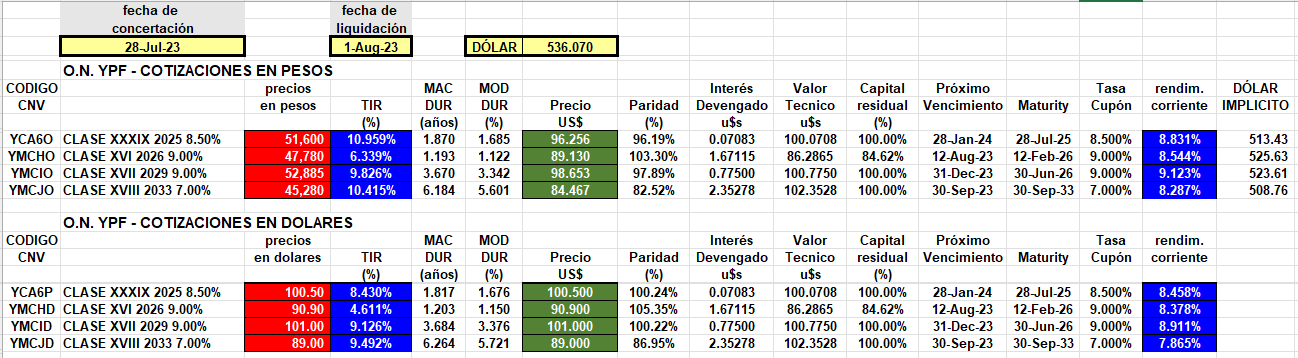 fecha de fecha de
concertación liquidación
28-Jul-23 1-Aug-23 DÓLAR 536.070
O.N. YPF - COTIZACIONES EN PESOS
CODIGO precios MAC MOD Interés Valor Capital Próximo Tasa rendim. DÓLAR
CNV en pesos TIR DUR DUR Precio Paridad Devengado Tecnico residual Vencimiento Maturity Cupón corriente IMPLICITO
(%) (años) (%) US$ (%) u$s u$s (%)
YCA6O CLASE XXXIX 2025 8.50% 51,600 10.959% 1.870 1.685 96.256 96.19% 0.07083 100.0708 100.00% 28-Jan-24 28-Jul-25 8.500% 8.831% 513.43
YMCHO CLASE XVI 2026 9.00% 47,780 6.339% 1.193 1.122 89.130 103.30% 1.67115 86.2865 84.62% 12-Aug-23 12-Feb-26 9.000% 8.544% 525.63
YMCIO CLASE XVII 2029 9.00% 52,885 9.826% 3.670 3.342 98.653 97.89% 0.77500 100.7750 100.00% 31-Dec-23 30-Jun-26 9.000% 9.123% 523.61
YMCJO CLASE XVIII 2033 7.00% 45,280 10.415% 6.184 5.601 84.467 82.52% 2.35278 102.3528 100.00% 30-Sep-23 30-Sep-33 7.000% 8.287% 508.76
O.N. YPF - COTIZACIONES EN DOLARES
CODIGO precios MAC MOD Interés Valor Capital Próximo Tasa rendim.
CNV en dolares TIR DUR DUR Precio Paridad Devengado Tecnico residual Vencimiento Maturity Cupón corriente
(%) (años) (%) US$ (%) u$s u$s (%)
YCA6P CLASE XXXIX 2025 8.50% 100.50 8.430% 1.817 1.676 100.500 100.24% 0.07083 100.0708 100.00% 28-Jan-24 28-Jul-25 8.500% 8.458%
YMCHD CLASE XVI 2026 9.00% 90.90 4.611% 1.203 1.150 90.900 105.35% 1.67115 86.2865 84.62% 12-Aug-23 12-Feb-26 9.000% 8.378%
YMCID CLASE XVII 2029 9.00% 101.00 9.126% 3.684 3.376 101.000 100.22% 0.77500 100.7750 100.00% 31-Dec-23 30-Jun-26 9.000% 8.911%
YMCJD CLASE XVIII 2033 7.00% 89.00 9.492% 6.264 5.721 89.000 86.95% 2.35278 102.3528 100.00% 30-Sep-23 30-Sep-33 7.000% 7.865%